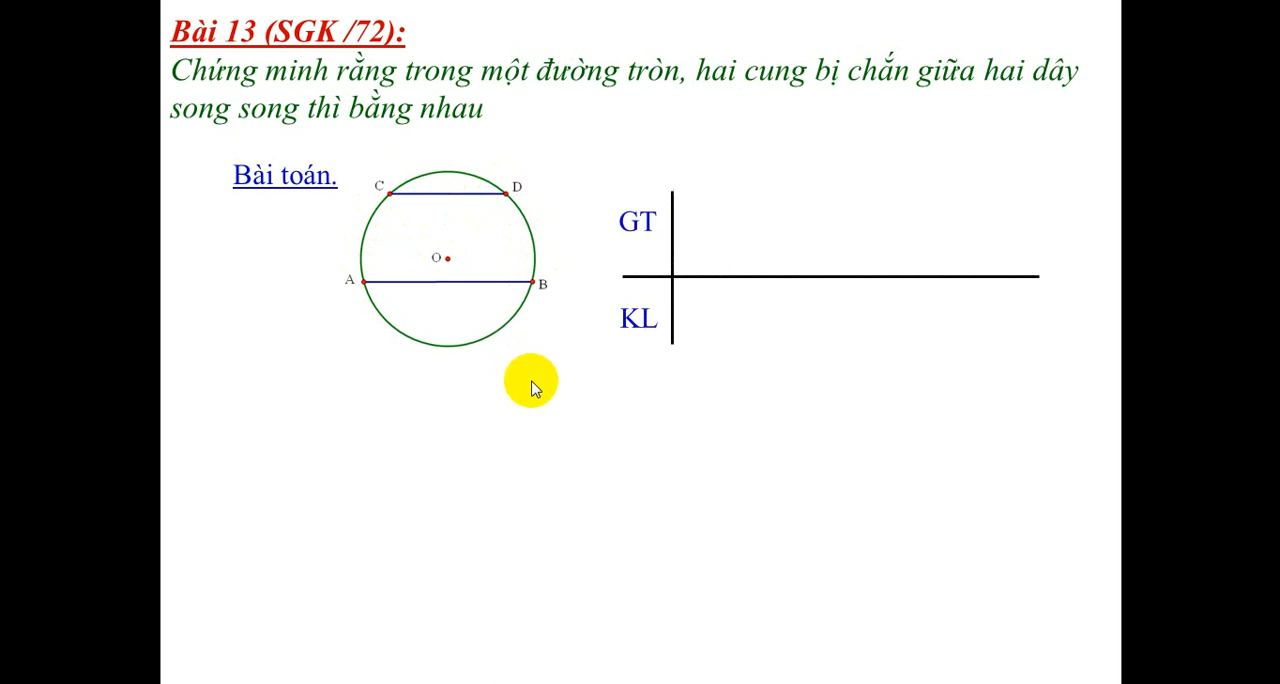 Bài 13 (SGK /72):
Chứng minh rằng trong một đường tròn, hai cung bị chắn giữa hai dây
song song thì bằng nhau
Bài toán.
C
D
GT
O
A
B
KL